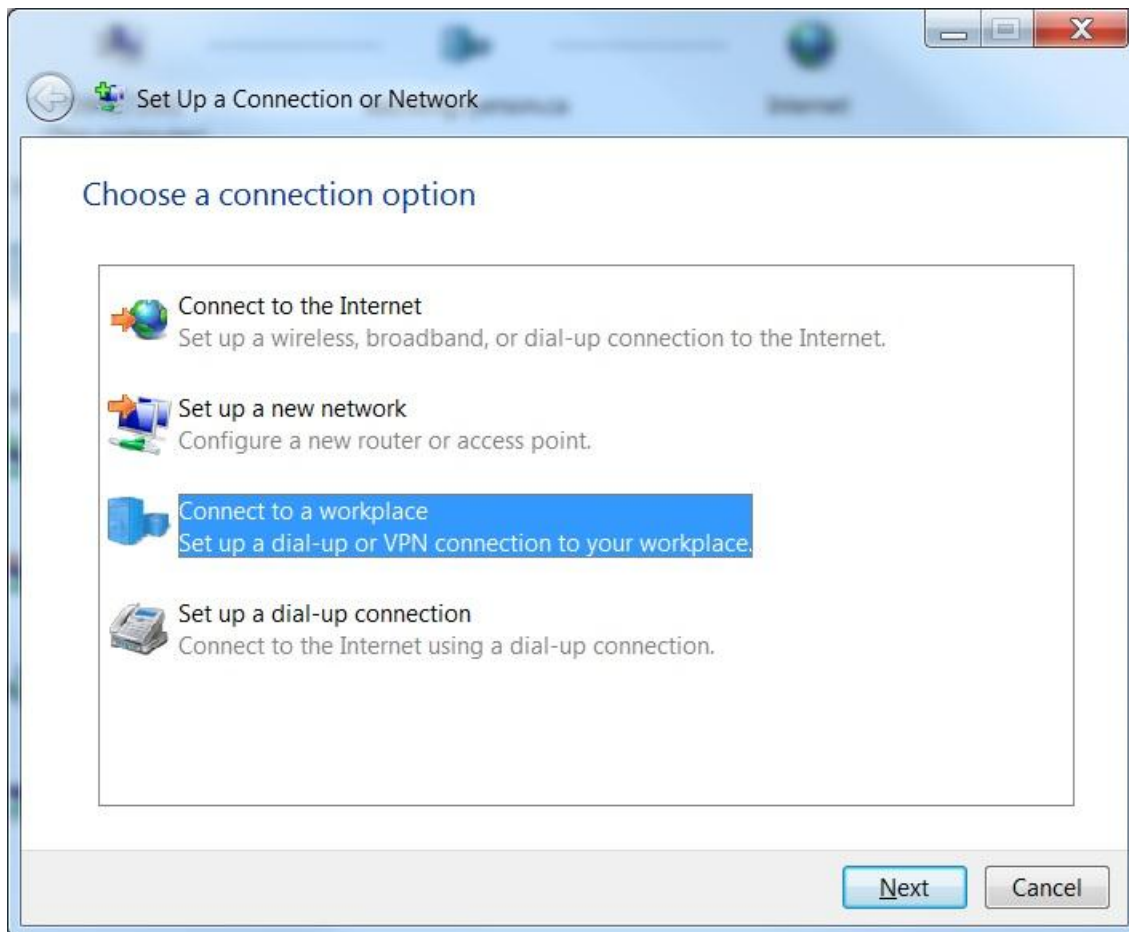 Set Up a Connection or Network
Internet
Choose a connection option
Connect to the Internet
Set up a wireless, broadband, or dial-up connection to the Internet.
Set up a new network
Configure a new router or access point.
Connect to a workplace
Set up a dial-up or VPN connection to your workplace.
Set up a dial-up connection
Connect to the Internet using a dial-up connection.
Next
Cancel